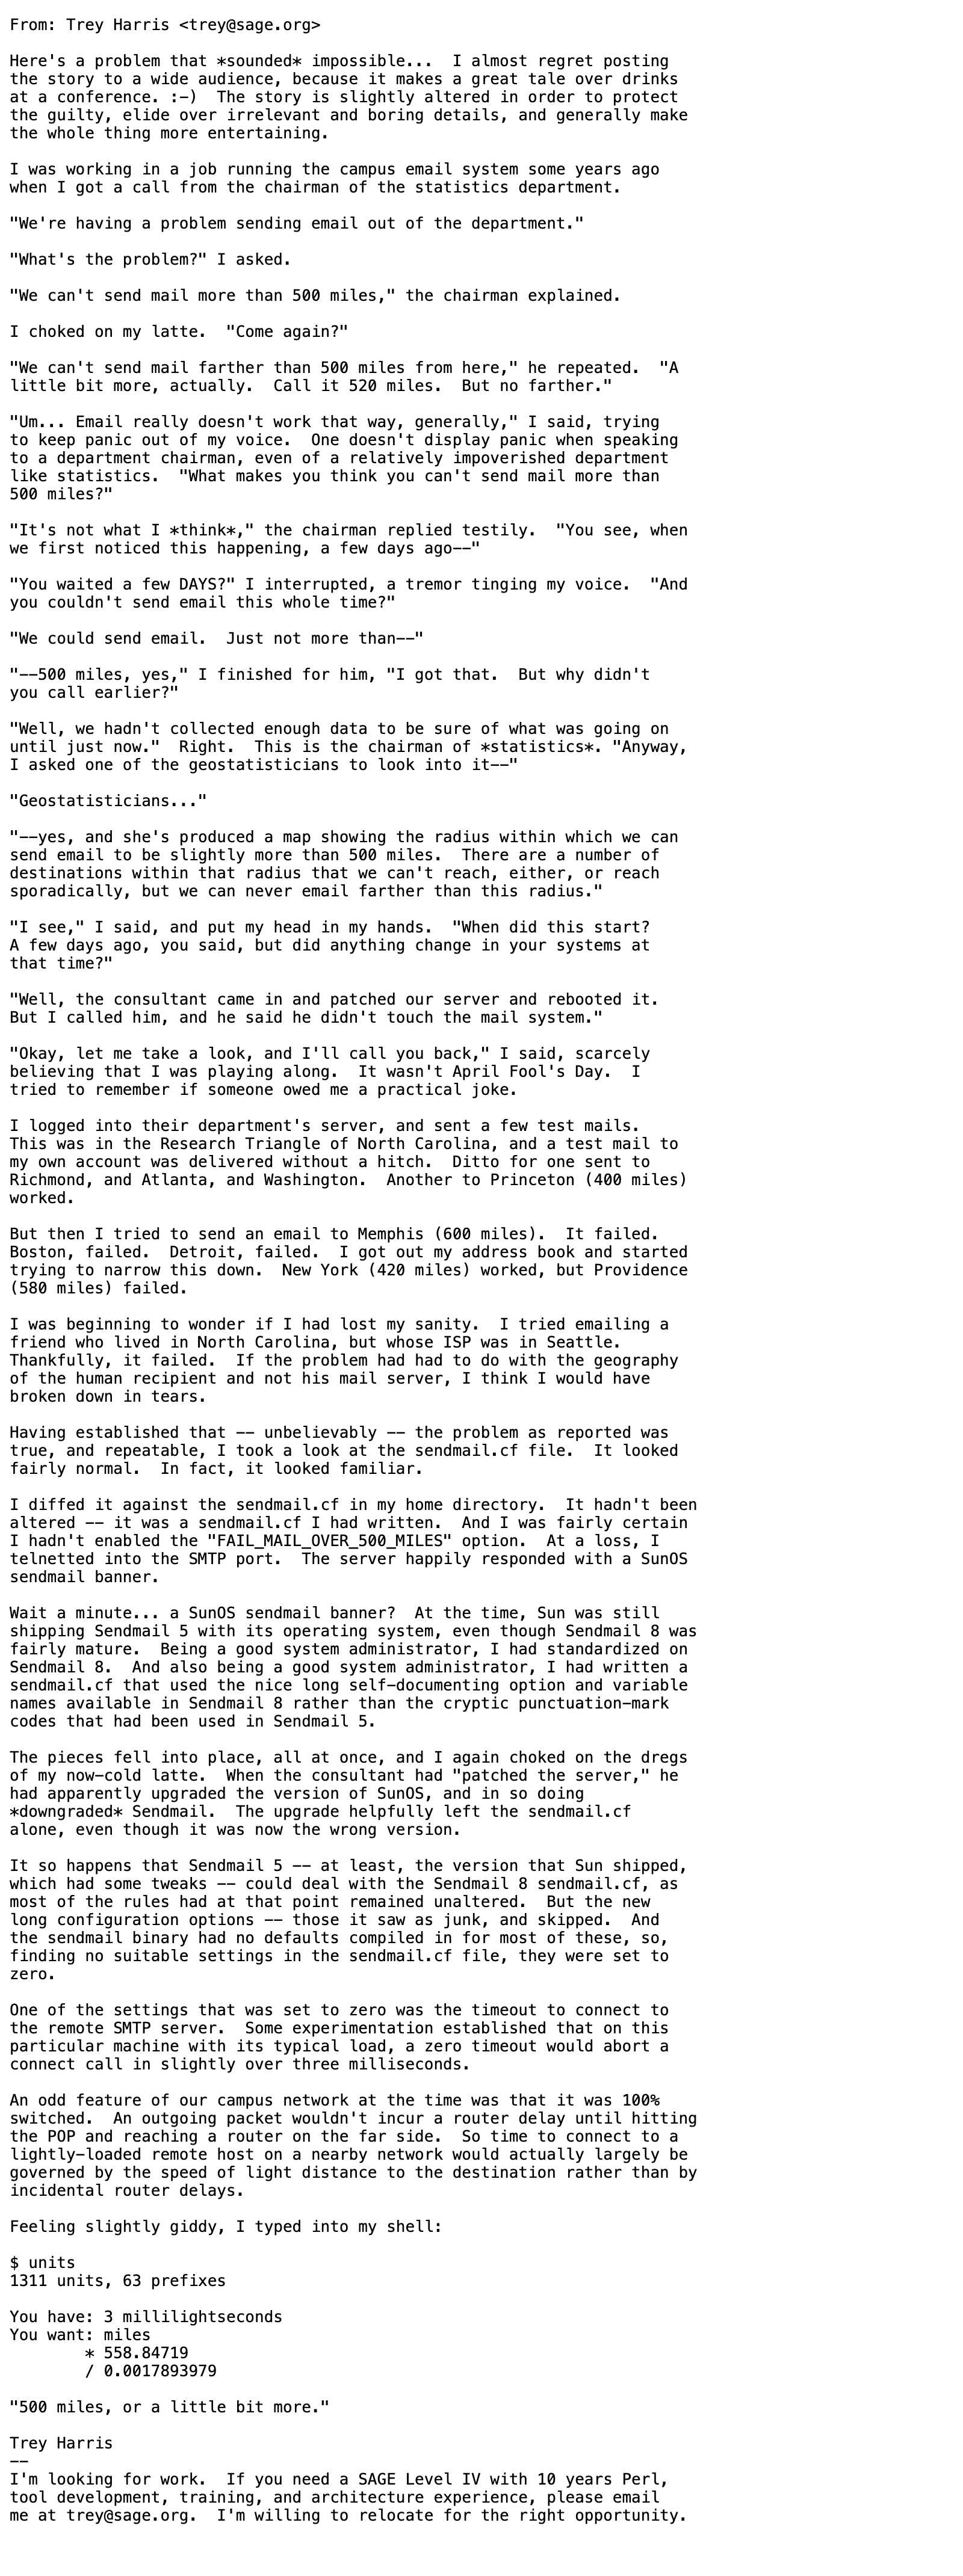 From: Trey Harris <trey@sage.org>

Here's a problem that *sounded* impossible...  I almost regret posting
the story to a wide audience, because it makes a great tale over drinks
at a conference. :-)  The story is slightly altered in order to protect
the guilty, elide over irrelevant and boring details, and generally make
the whole thing more entertaining.

I was working in a job running the campus email system some years ago
when I got a call from the chairman of the statistics department.

"We're having a problem sending email out of the department."

"What's the problem?" I asked.

"We can't send mail more than 500 miles," the chairman explained.

I choked on my latte.  "Come again?"

"We can't send mail farther than 500 miles from here," he repeated.  "A
little bit more, actually.  Call it 520 miles.  But no farther."

"Um... Email really doesn't work that way, generally," I said, trying
to keep panic out of my voice.  One doesn't display panic when speaking
to a department chairman, even of a relatively impoverished department
like statistics.  "What makes you think you can't send mail more than
500 miles?"

"It's not what I *think*," the chairman replied testily.  "You see, when
we first noticed this happening, a few days ago--"

"You waited a few DAYS?" I interrupted, a tremor tinging my voice.  "And
you couldn't send email this whole time?"

"We could send email.  Just not more than--"

"--500 miles, yes," I finished for him, "I got that.  But why didn't
you call earlier?"

"Well, we hadn't collected enough data to be sure of what was going on
until just now."  Right.  This is the chairman of *statistics*. "Anyway,
I asked one of the geostatisticians to look into it--"

"Geostatisticians..."

"--yes, and she's produced a map showing the radius within which we can
send email to be slightly more than 500 miles.  There are a number of
destinations within that radius that we can't reach, either, or reach
sporadically, but we can never email farther than this radius."

"I see," I said, and put my head in my hands.  "When did this start?
A few days ago, you said, but did anything change in your systems at
that time?"

"Well, the consultant came in and patched our server and rebooted it.
But I called him, and he said he didn't touch the mail system."

"Okay, let me take a look, and I'll call you back," I said, scarcely
believing that I was playing along.  It wasn't April Fool's Day.  I
tried to remember if someone owed me a practical joke.

I logged into their department's server, and sent a few test mails.
This was in the Research Triangle of North Carolina, and a test mail to
my own account was delivered without a hitch.  Ditto for one sent to
Richmond, and Atlanta, and Washington.  Another to Princeton (400 miles)
worked.

But then I tried to send an email to Memphis (600 miles).  It failed.
Boston, failed.  Detroit, failed.  I got out my address book and started
trying to narrow this down.  New York (420 miles) worked, but Providence
(580 miles) failed.

I was beginning to wonder if I had lost my sanity.  I tried emailing a
friend who lived in North Carolina, but whose ISP was in Seattle.
Thankfully, it failed.  If the problem had had to do with the geography
of the human recipient and not his mail server, I think I would have
broken down in tears.

Having established that -- unbelievably -- the problem as reported was
true, and repeatable, I took a look at the sendmail.cf file.  It looked
fairly normal.  In fact, it looked familiar.

I diffed it against the sendmail.cf in my home directory.  It hadn't been
altered -- it was a sendmail.cf I had written.  And I was fairly certain
I hadn't enabled the "FAIL_MAIL_OVER_500_MILES" option.  At a loss, I
telnetted into the SMTP port.  The server happily responded with a SunOS
sendmail banner.

Wait a minute... a SunOS sendmail banner?  At the time, Sun was still
shipping Sendmail 5 with its operating system, even though Sendmail 8 was
fairly mature.  Being a good system administrator, I had standardized on
Sendmail 8.  And also being a good system administrator, I had written a
sendmail.cf that used the nice long self-documenting option and variable
names available in Sendmail 8 rather than the cryptic punctuation-mark
codes that had been used in Sendmail 5.

The pieces fell into place, all at once, and I again choked on the dregs
of my now-cold latte.  When the consultant had "patched the server," he
had apparently upgraded the version of SunOS, and in so doing
*downgraded* Sendmail.  The upgrade helpfully left the sendmail.cf
alone, even though it was now the wrong version.

It so happens that Sendmail 5 -- at least, the version that Sun shipped,
which had some tweaks -- could deal with the Sendmail 8 sendmail.cf, as
most of the rules had at that point remained unaltered.  But the new
long configuration options -- those it saw as junk, and skipped.  And
the sendmail binary had no defaults compiled in for most of these, so,
finding no suitable settings in the sendmail.cf file, they were set to
zero.

One of the settings that was set to zero was the timeout to connect to
the remote SMTP server.  Some experimentation established that on this
particular machine with its typical load, a zero timeout would abort a
connect call in slightly over three milliseconds.

An odd feature of our campus network at the time was that it was 100%
switched.  An outgoing packet wouldn't incur a router delay until hitting
the POP and reaching a router on the far side.  So time to connect to a
lightly-loaded remote host on a nearby network would actually largely be
governed by the speed of light distance to the destination rather than by
incidental router delays.

Feeling slightly giddy, I typed into my shell:

$ units
1311 units, 63 prefixes

You have: 3 millilightseconds
You want: miles
        * 558.84719
        / 0.0017893979

"500 miles, or a little bit more."

Trey Harris
--
I'm looking for work.  If you need a SAGE Level IV with 10 years Perl,
tool development, training, and architecture experience, please email
me at trey@sage.org.  I'm willing to relocate for the right opportunity.